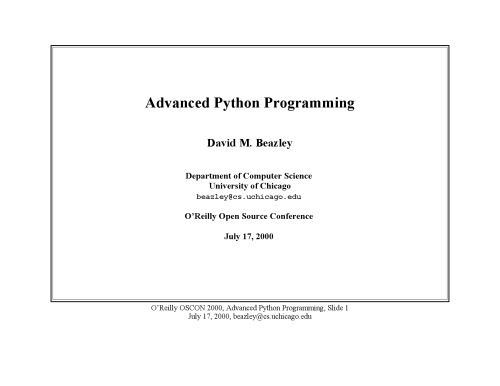 Advanced Python Programming
David M. Beazley
Department of Computer Science
University of Chicago
beazley@cs.uchicago.edu
O'Reilly Open Source Conference
July 17, 2000
O'Reilly OSCON 2000, Advanced Python Programming, Slide 1
July 17, 2000, beazley@cs.uchicago.edu